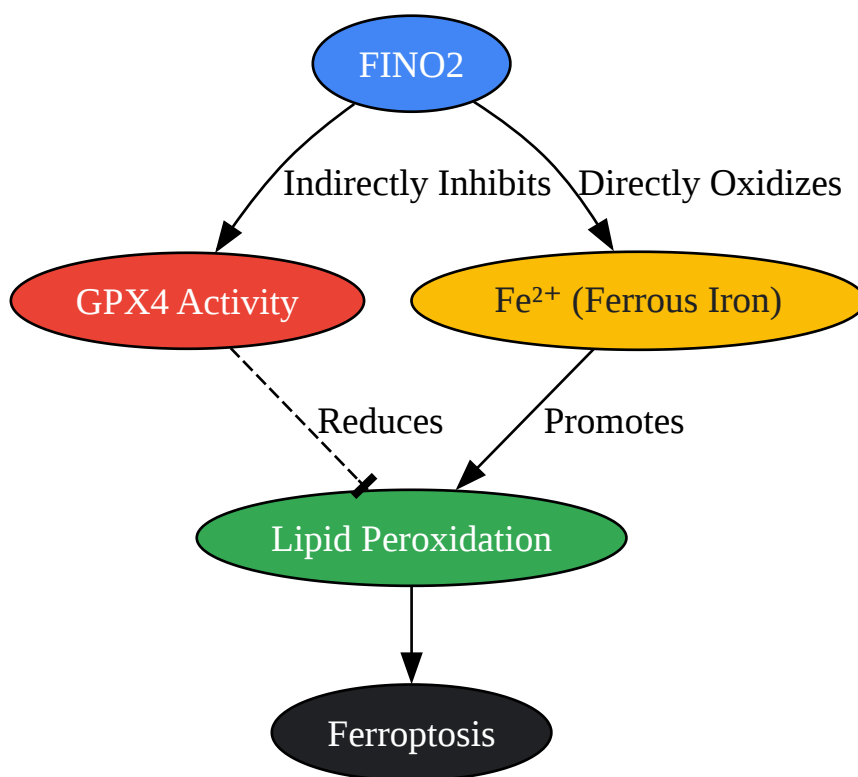 FINO2
Indirectly Inhibits
Directly Oxidizes
GPX4 Activity
Fe²⁺ (Ferrous Iron)
Reduces
Promotes
Lipid Peroxidation
Ferroptosis